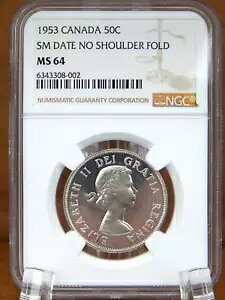 1953 CANADA 50C
SM DATE NO SHOULDER FOLD
MS 64
6343308-002
NUMISMATIC GUARANTY CORPORATION
NGC
ELIZABETH II DEI GRATIA REGINA